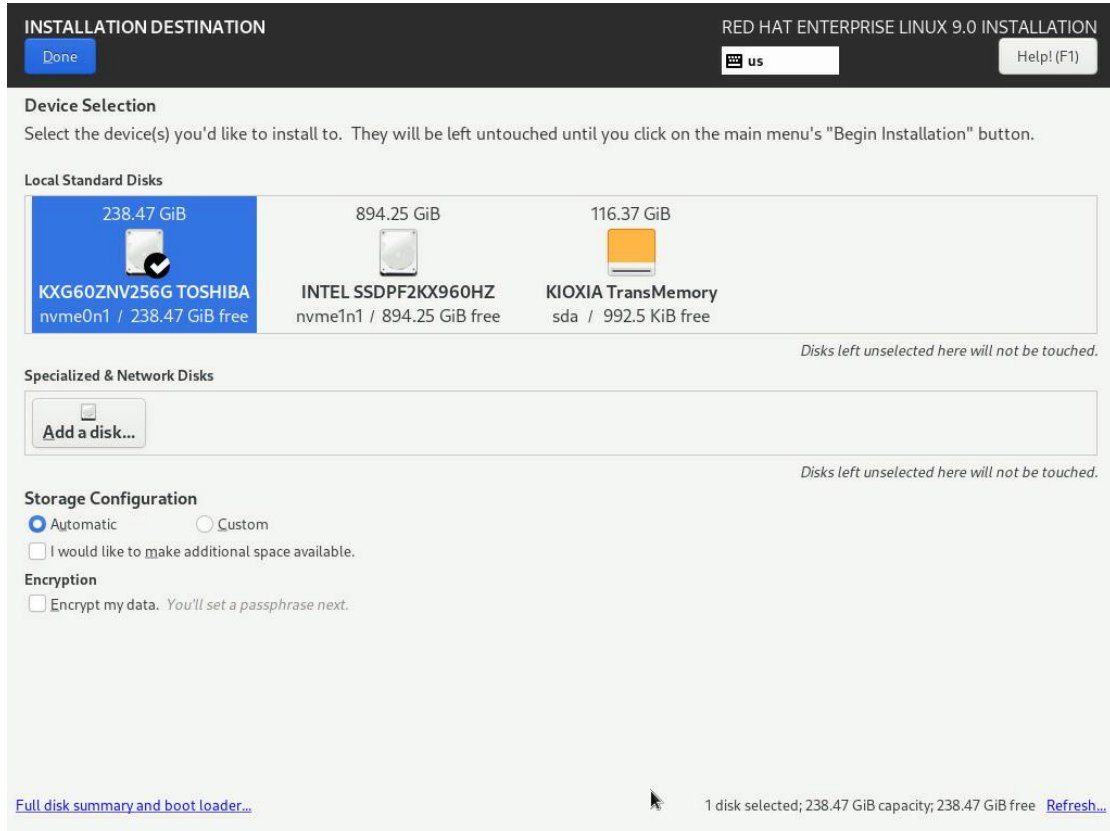 INSTALLATION DESTINATION
RED HAT ENTERPRISE LINUX 9.0 INSTALLATION
Done
us
Help! (F1)
Device Selection
Select the device(s) you'd like to install to. They will be left untouched until you click on the main menu's "Begin Installation" button.
Local Standard Disks
238.47 GiB
KXG60ZNV256G TOSHIBA
nvme0n1 / 238.47 GiB free
894.25 GiB
INTEL SSDPF2KX960HZ
nvme1n1 / 894.25 GiB free
116.37 GiB
KIOXIA TransMemory
sda / 992.5 KiB free
Disks left unselected here will not be touched.
Specialized & Network Disks
Add a disk...
Disks left unselected here will not be touched.
Storage Configuration
Automatic
Custom
I would like to make additional space available.
Encryption
Encrypt my data. You'll set a passphrase next.
Full disk summary and boot loader...
1 disk selected; 238.47 GiB capacity; 238.47 GiB free Refresh...